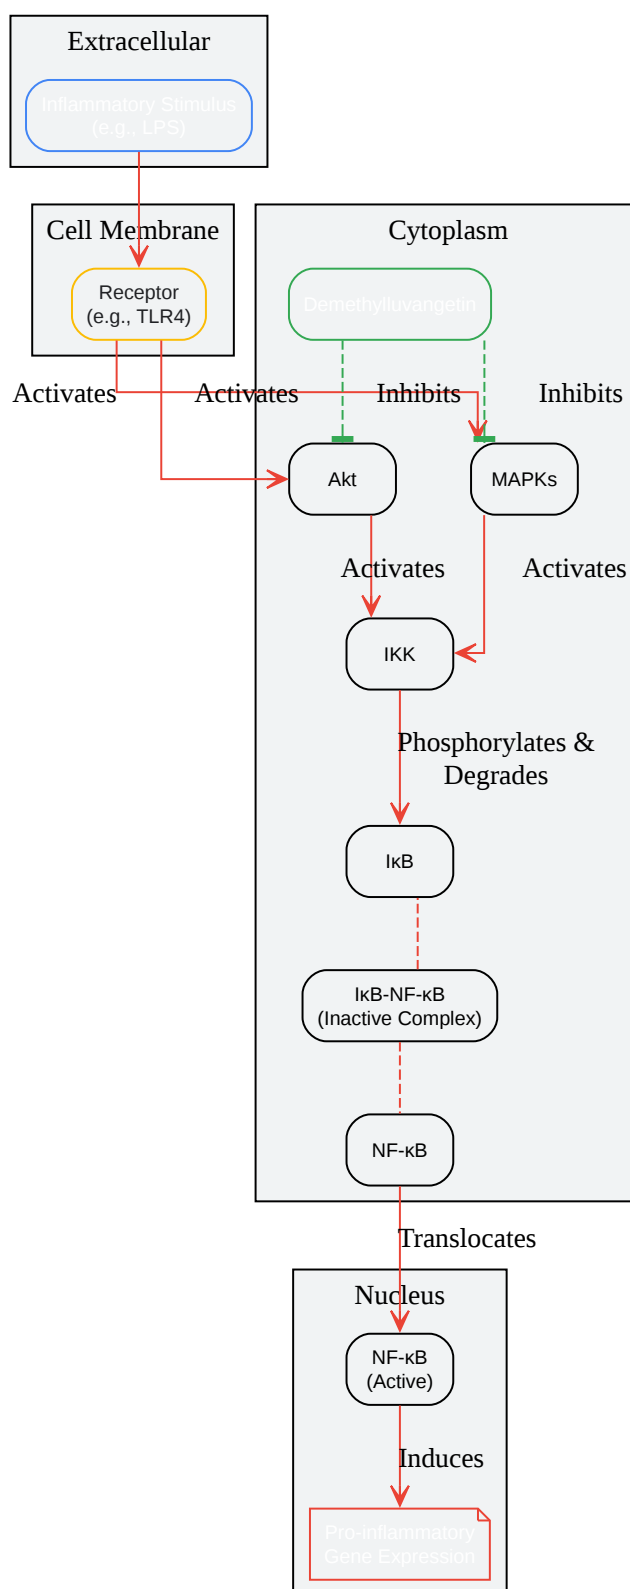 Extracellular
Inflammatory Stimulus
(e.g., LPS)
Cell Membrane
Cytoplasm
Receptor
(e.g., TLR4)
Demethylluvangetin
Activates
Activates
Inhibits
Inhibits
Akt
MAPKs
Activates
Activates
IKK
Phosphorylates &
Degrades
IκB
IκB-NF-κB
(Inactive Complex)
NF-κB
Translocates
Nucleus
NF-κB
(Active)
Induces
Pro-inflammatory
Gene Expression